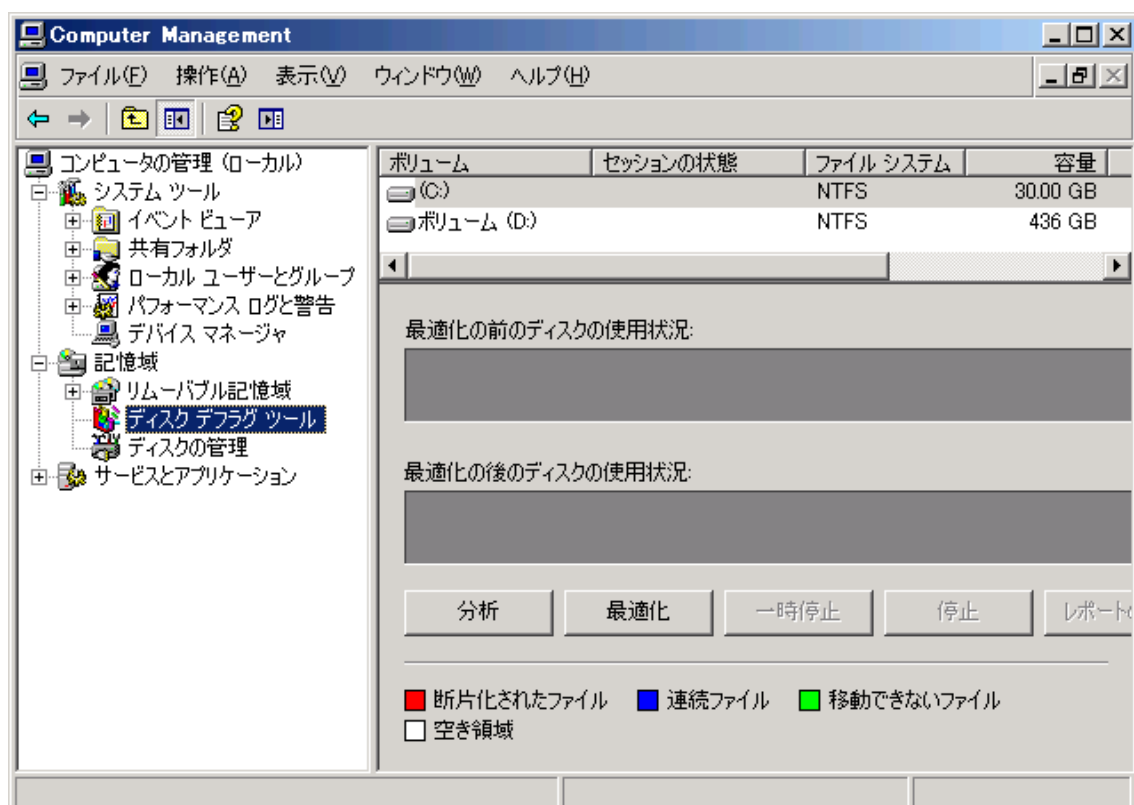 Computer Management
ファイル(F) 操作(A) 表示(V) ウィンドウ(W) ヘルプ(H)
コンピュータの管理 (ローカル)
システム ツール
イベント ビューア
共有フォルダ
ローカル ユーザーとグループ
パフォーマンス ログと警告
デバイス マネージャ
記憶域
リムーバブル記憶域
ディスク デフラグ ツール
ディスクの管理
サービスとアプリケーション
ボリューム セッションの状態 ファイル システム 容量
(C:) NTFS 30.00 GB
ボリューム (D:) NTFS 436 GB
最適化の前のディスクの使用状況:
最適化の後のディスクの使用状況:
分析 最適化 一時停止 停止 レポート
断片化されたファイル 連続ファイル 移動できないファイル
空き領域